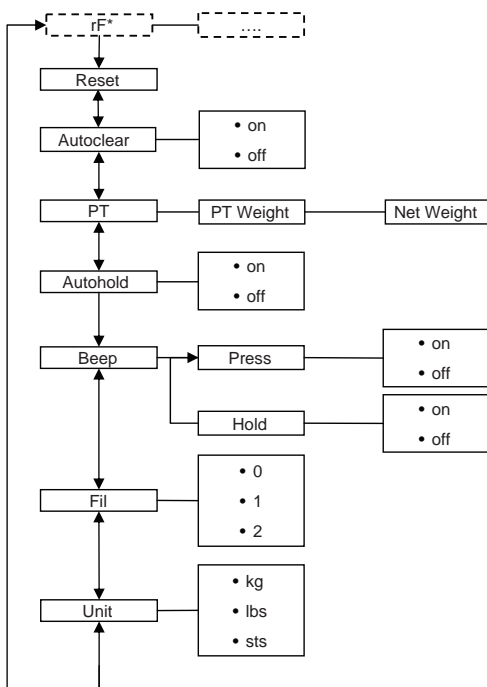 rF*
....
Reset
Autoclear
• on
• off
PT
PT Weight
Net Weight
Autohold
• on
• off
Beep
Press
• on
• off
Hold
• on
• off
Fil
• 0
• 1
• 2
Unit
• kg
• lbs
• sts